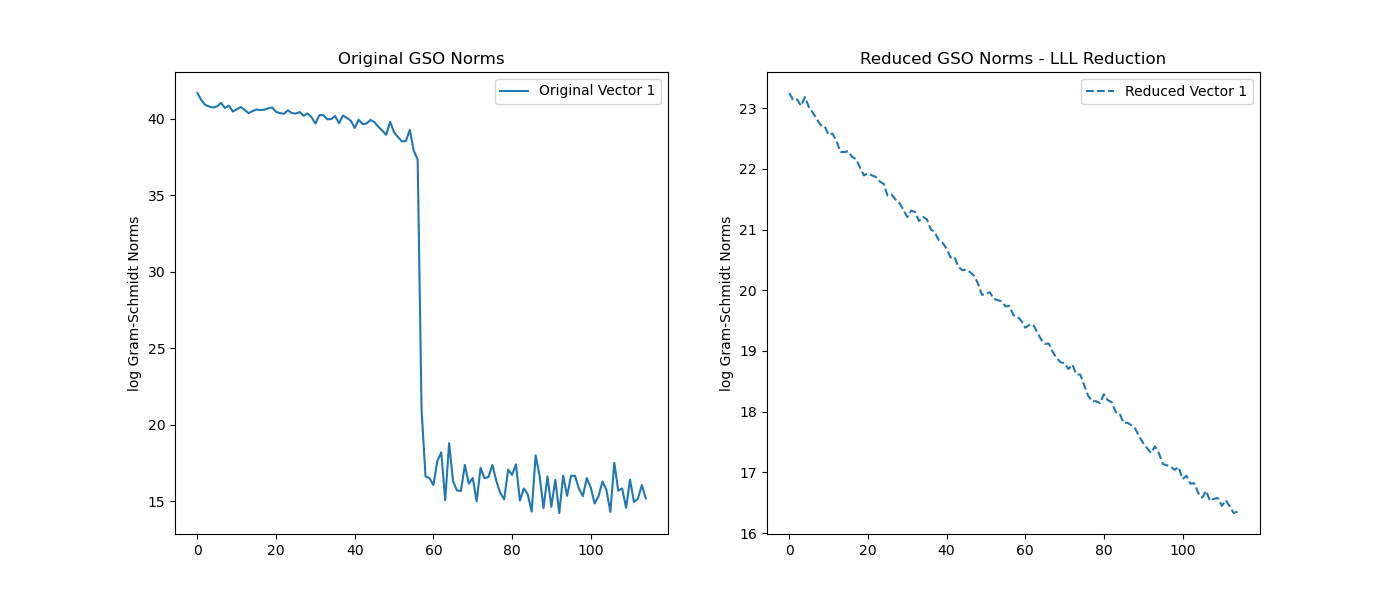 Original GSO Norms
Original Vector 1
log Gram-Schmidt Norms
40
35
30
25
20
15
0 20 40 60 80 100
Reduced GSO Norms - LLL Reduction
Reduced Vector 1
log Gram-Schmidt Norms
23
22
21
20
19
18
17
16
0 20 40 60 80 100